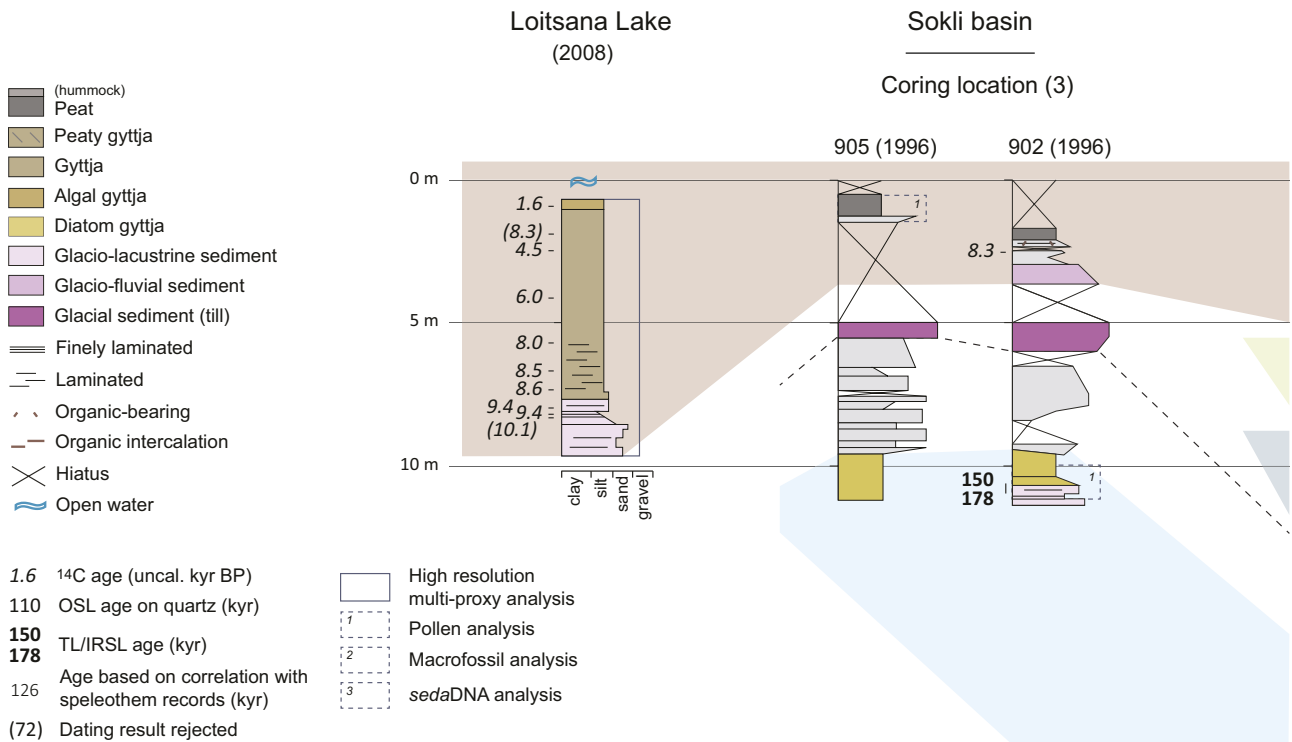 Loitsana Lake
(2008)
Sokli basin
Coring location (3)
905 (1996)
902 (1996)
(hummock)
Peat
Peaty gyttja
Gyttja
Algal gyttja
Diatom gyttja
Glacio-lacustrine sediment
Glacio-fluvial sediment
Glacial sediment (till)
Finely laminated
Laminated
Organic-bearing
Organic intercalation
Hiatus
Open water
0 m
5 m
10 m
1.6
(8.3)
4.5
6.0
8.0
8.5
8.6
9.4
9.4
(10.1)
clay
silt
sand
gravel
1
8.3
150
178
1
1.6 14C age (uncal. kyr BP)
110 OSL age on quartz (kyr)
150
178 TL/IRSL age (kyr)
126 Age based on correlation with
speleothem records (kyr)
(72) Dating result rejected
High resolution
multi-proxy analysis
1 Pollen analysis
2 Macrofossil analysis
3 sedaDNA analysis